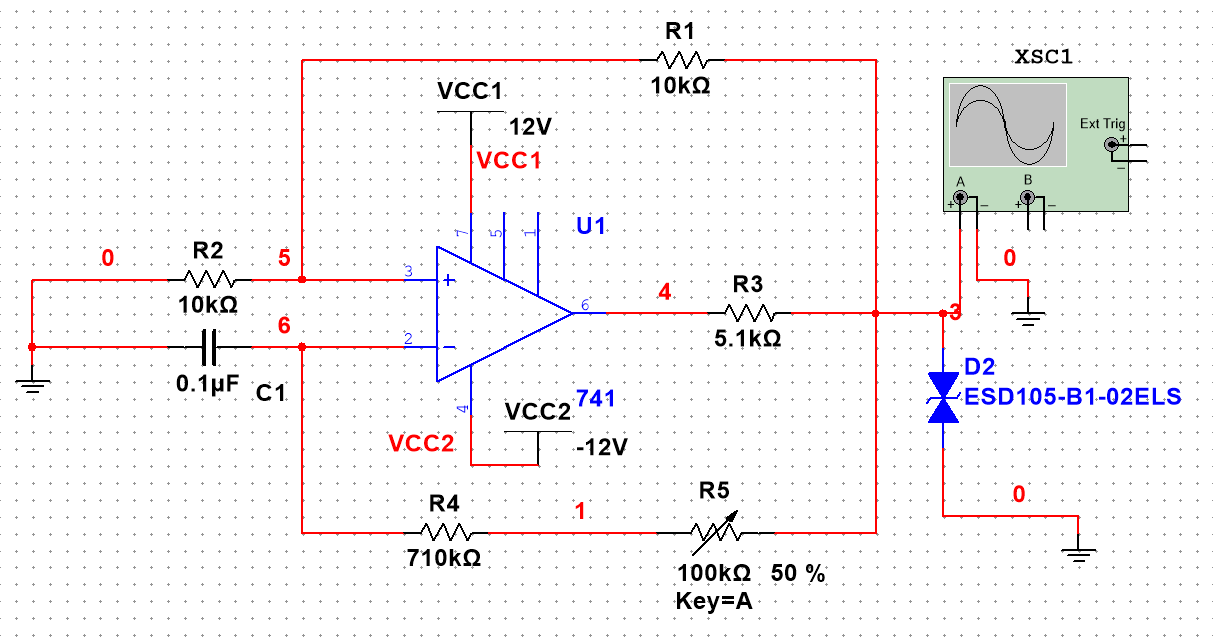 R1
10kΩ
XSC1
VCC1
12V
VCC1
Ext Trig
+
−
A
B
+
−
+
−
7
5
1
U1
0
R2
5
3
+
10kΩ
6
2
−
0.1µF
C1
6
4
R3
5.1kΩ
3
0
D2
ESD105-B1-02ELS
4
741
VCC2
-12V
VCC2
R4
710kΩ
1
R5
100kΩ 50 %
Key=A
0